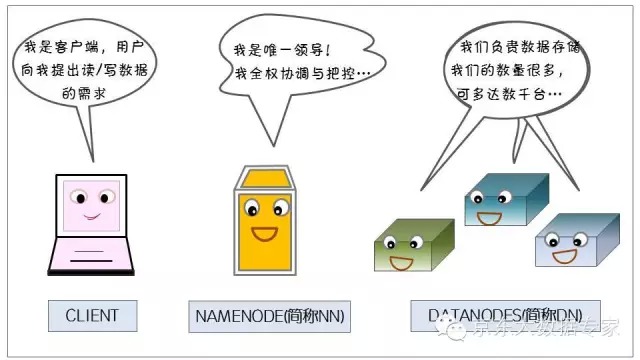 我是客户端，用户
向我提出读/写数据
的需求
我是唯一领导！
我全权协调与把控…
我们负责数据存储
我们的数量很多，
可多达数千台…
CLIENT
NAMENODE(简称NN)
DATANODES(简称DN)
京东大数据专家